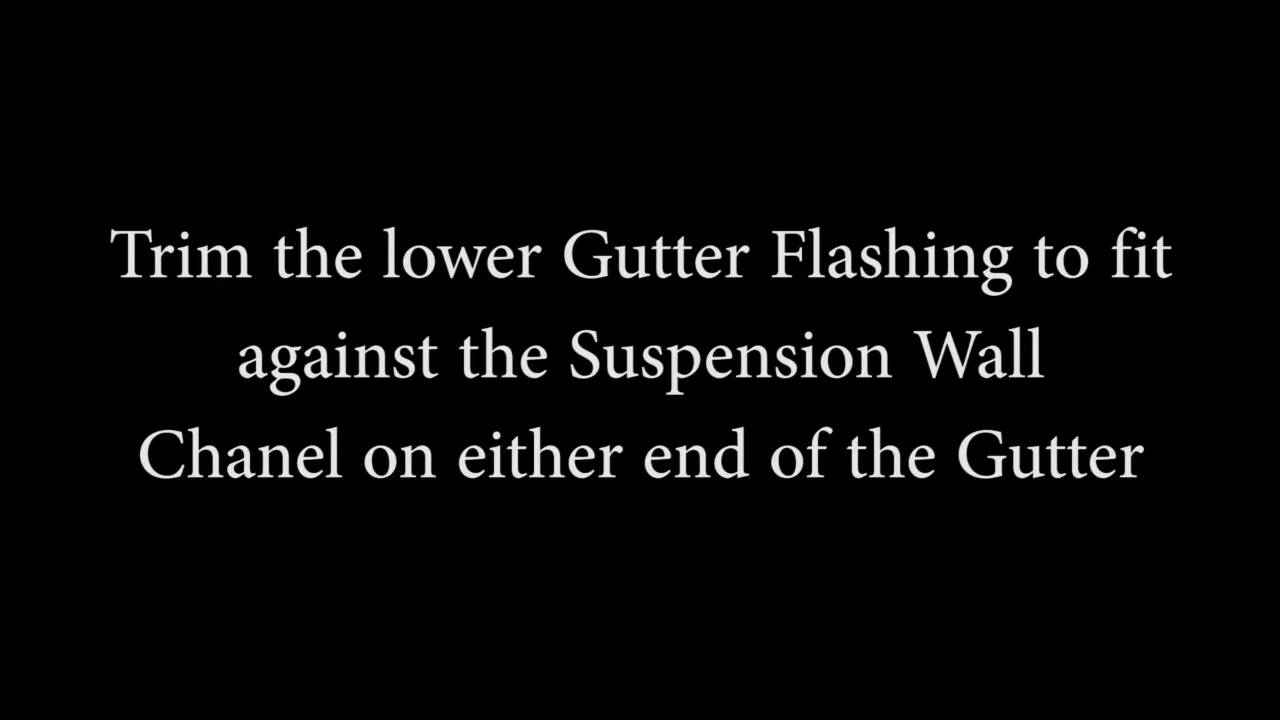 Trim the lower Gutter Flashing to fit
against the Suspension Wall
Chanel on either end of the Gutter